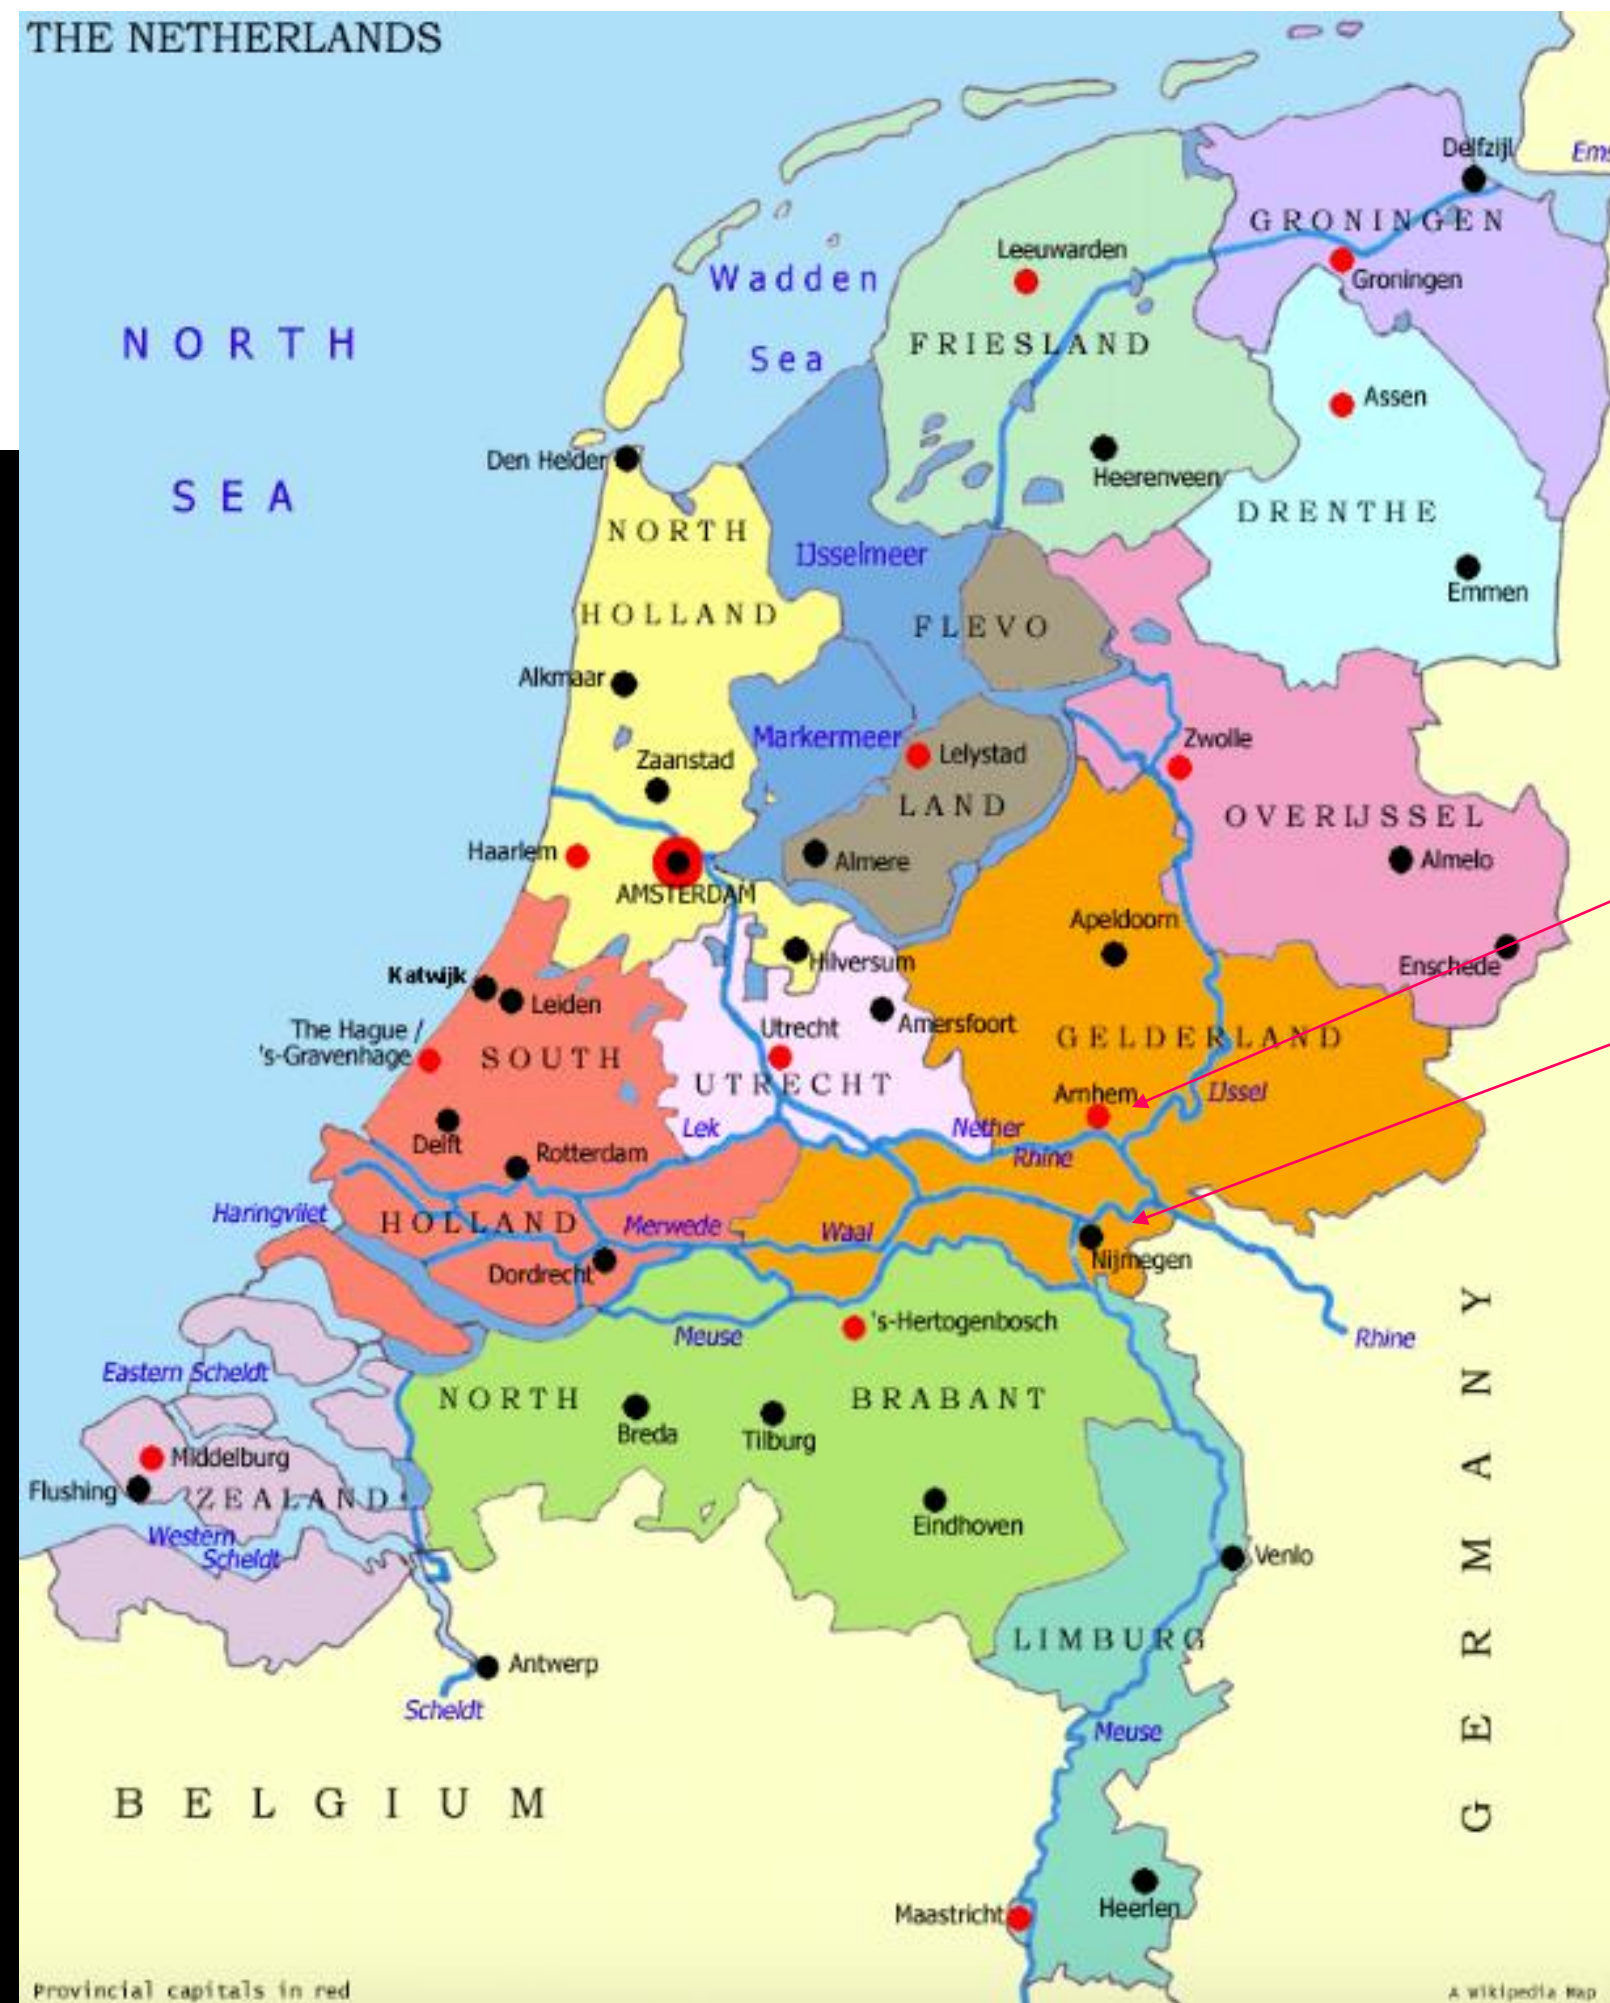 THE NETHERLANDS
Delfzijl
Ems
GRONINGEN
Leeuwarden
Groningen
Wadden
Sea
NORTH
SEA
FRIESLAND
Assen
Den Helder
Heerenveen
DRENTHE
NORTH
HOLLAND
IJsselmeer
Emmen
FLEVO
LAND
Alkmaar
Markermeer
Lelystad
Zwolle
Zaanstad
OVERIJSSEL
Haarlem
Almere
Almelo
AMSTERDAM
Apeldoorn
Hilversum
Enschede
Katwijk
Leiden
Amersfoort
The Hague /
's-Gravenhage
SOUTH
HOLLAND
Utrecht
UTRECHT
GELDERLAND
Arnhem
IJssel
Delft
Lek
Nether
Rhine
Rotterdam
Haringvliet
Merwede
Waal
Dordrecht
Nijmegen
Meuse
's-Hertogenbosch
Rhine
Eastern Scheldt
NORTH BRABANT
Breda
Tilburg
Middelburg
Flushing
ZEALAND
Eindhoven
Western
Scheldt
Venlo
LIMBURG
Antwerp
Scheldt
Meuse
GERMANY
BELGIUM
Heerlen
Maastricht
Provincial capitals in red
A Wikipedia Map